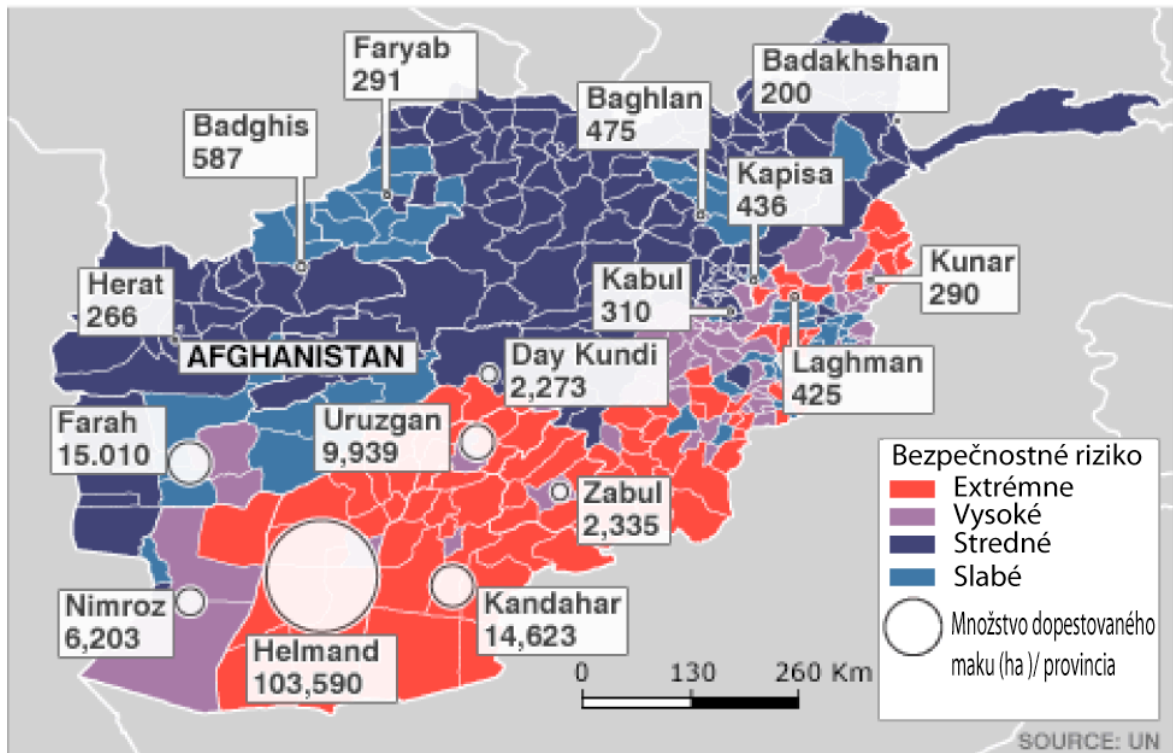 Faryab
291
Badakhshan
200
Baghlan
475
Badghis
587
Kapisa
436
Herat
266
Kabul
310
Kunar
290
AFGHANISTAN
Day Kundi
2,273
Laghman
425
Farah
15.010
Uruzgan
9,939
Zabul
2,335
Nimroz
6,203
Helmand
103,590
Kandahar
14,623
0 130 260 Km
Bezpečnostné riziko
Extrémne
Vysoké
Stredné
Slabé
Množstvo dopestovaného
maku (ha )/ provincia
SOURCE: UN